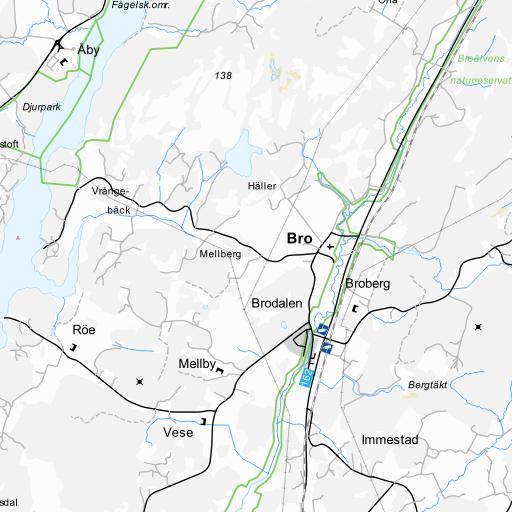 Fågelsk.omr.
Åby
138
Broälvens
naturreservat
Djurpark
stoft
Häller
Vränge-
bäck
Bro
Mellberg
Broberg
Brodalen
Röe
Mellby
162
Bergtäkt
Vese
Immestad
sdal